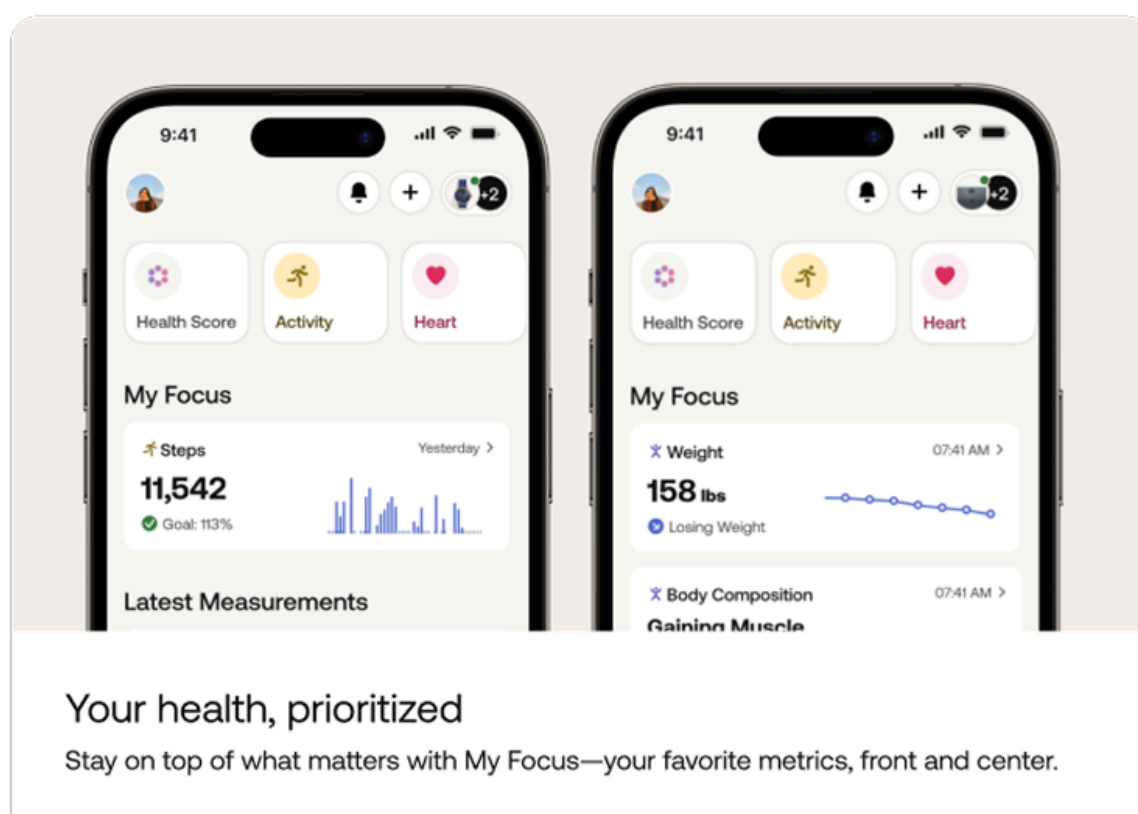 9:41
+2
Health Score
Activity
Heart
My Focus
Steps
Yesterday
11,542
Goal: 113%
Latest Measurements
9:41
+2
Health Score
Activity
Heart
My Focus
Weight
07:41 AM
158 lbs
Losing Weight
Body Composition
07:41 AM
Gaining Muscle
Your health, prioritized
Stay on top of what matters with My Focus—your favorite metrics, front and center.